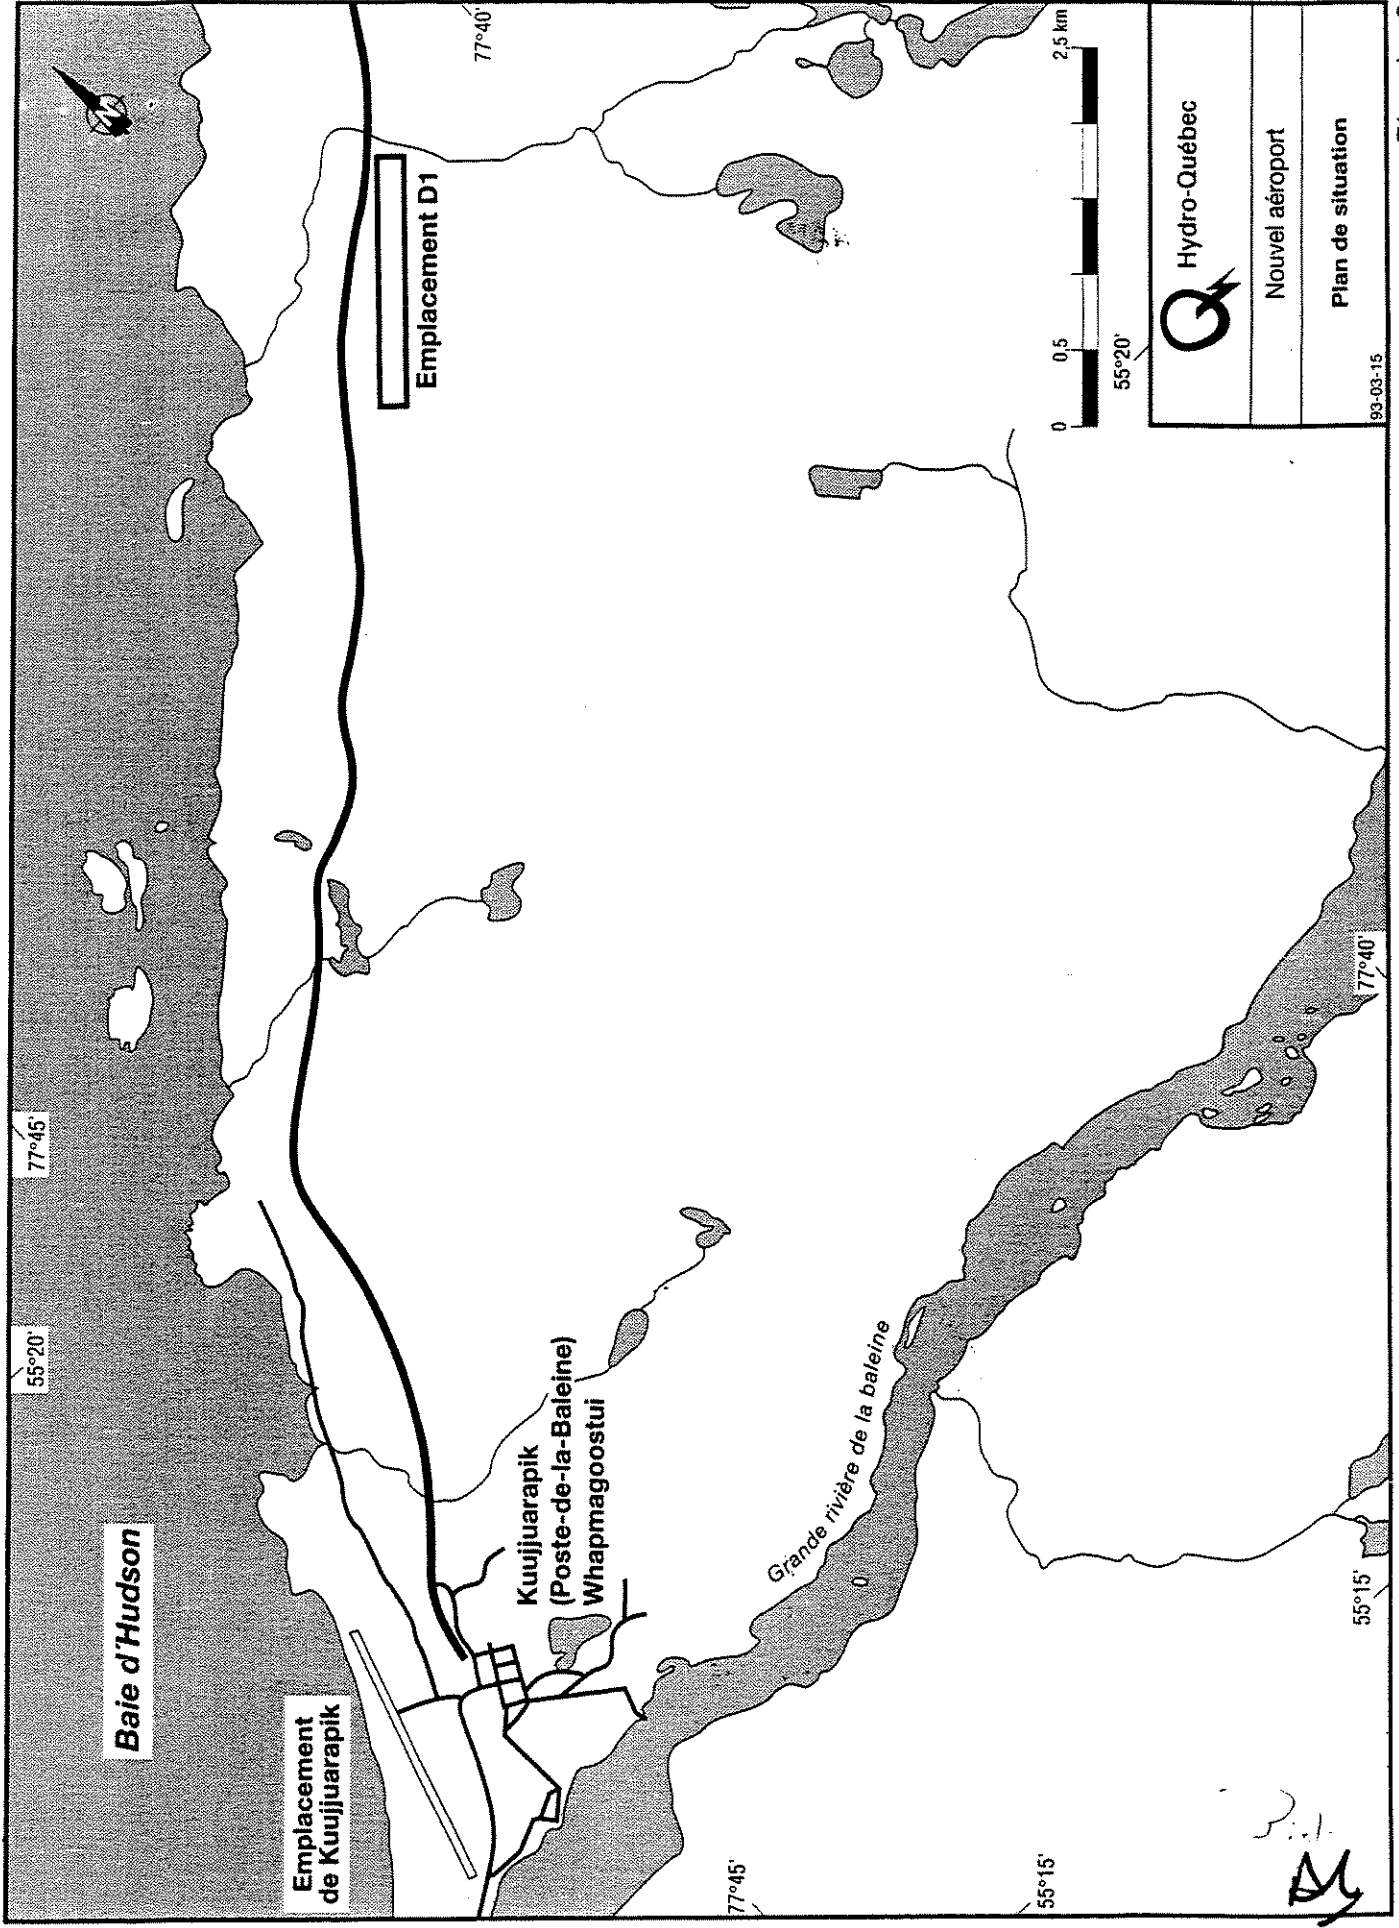 Baie d'Hudson
Emplacement
de Kuujjuarapik
Kuujjuarapik
(Poste-de-la-Baleine)
Whapmagoostui
Grande rivière de la baleine
Emplacement D1
N
55°20'
77°45'
77°40'
77°45'
55°15'
55°15'
77°40'
55°20'
0
0,5
2,5 km
Hydro-Québec
Nouvel aéroport
Plan de situation
93-03-15